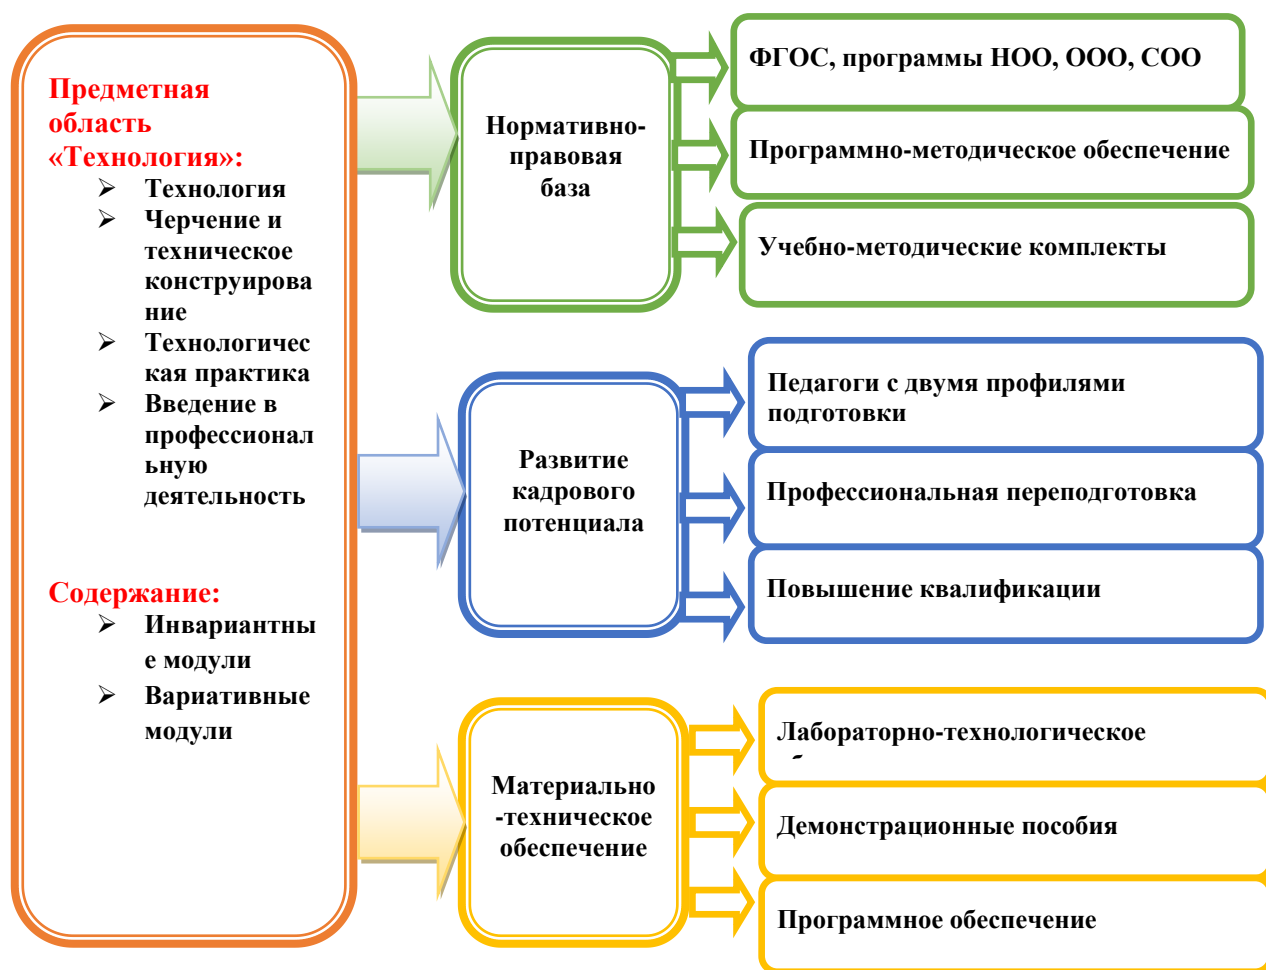 Предметная
область
«Технология»:
➢ Технология
➢ Черчение и
техническое
конструирова
ние
➢ Технологичес
кая практика
➢ Введение в
профессионал
ьную
деятельность
Содержание:
➢ Инвариантны
е модули
➢ Вариативные
модули
Нормативно-
правовая
база
ФГОС, программы НОО, ООО, СОО
Программно-методическое обеспечение
Учебно-методические комплекты
Развитие
кадрового
потенциала
Педагоги с двумя профилями
подготовки
Профессиональная переподготовка
Повышение квалификации
Материально
-техническое
обеспечение
Лабораторно-технологическое
Демонстрационные пособия
Программное обеспечение